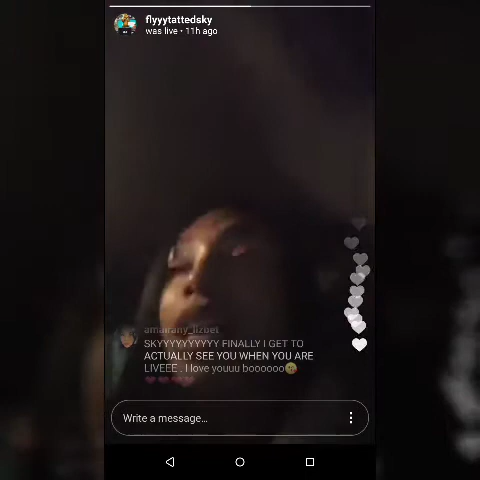 flyyytattedsky
was live • 11h ago
amairany_lizbet
SKYYYYYYYYYY FINALLY I GET TO
ACTUALLY SEE YOU WHEN YOU ARE
LIVEEE . I love youuu boooooo😘
💗💗💗💗
Write a message...